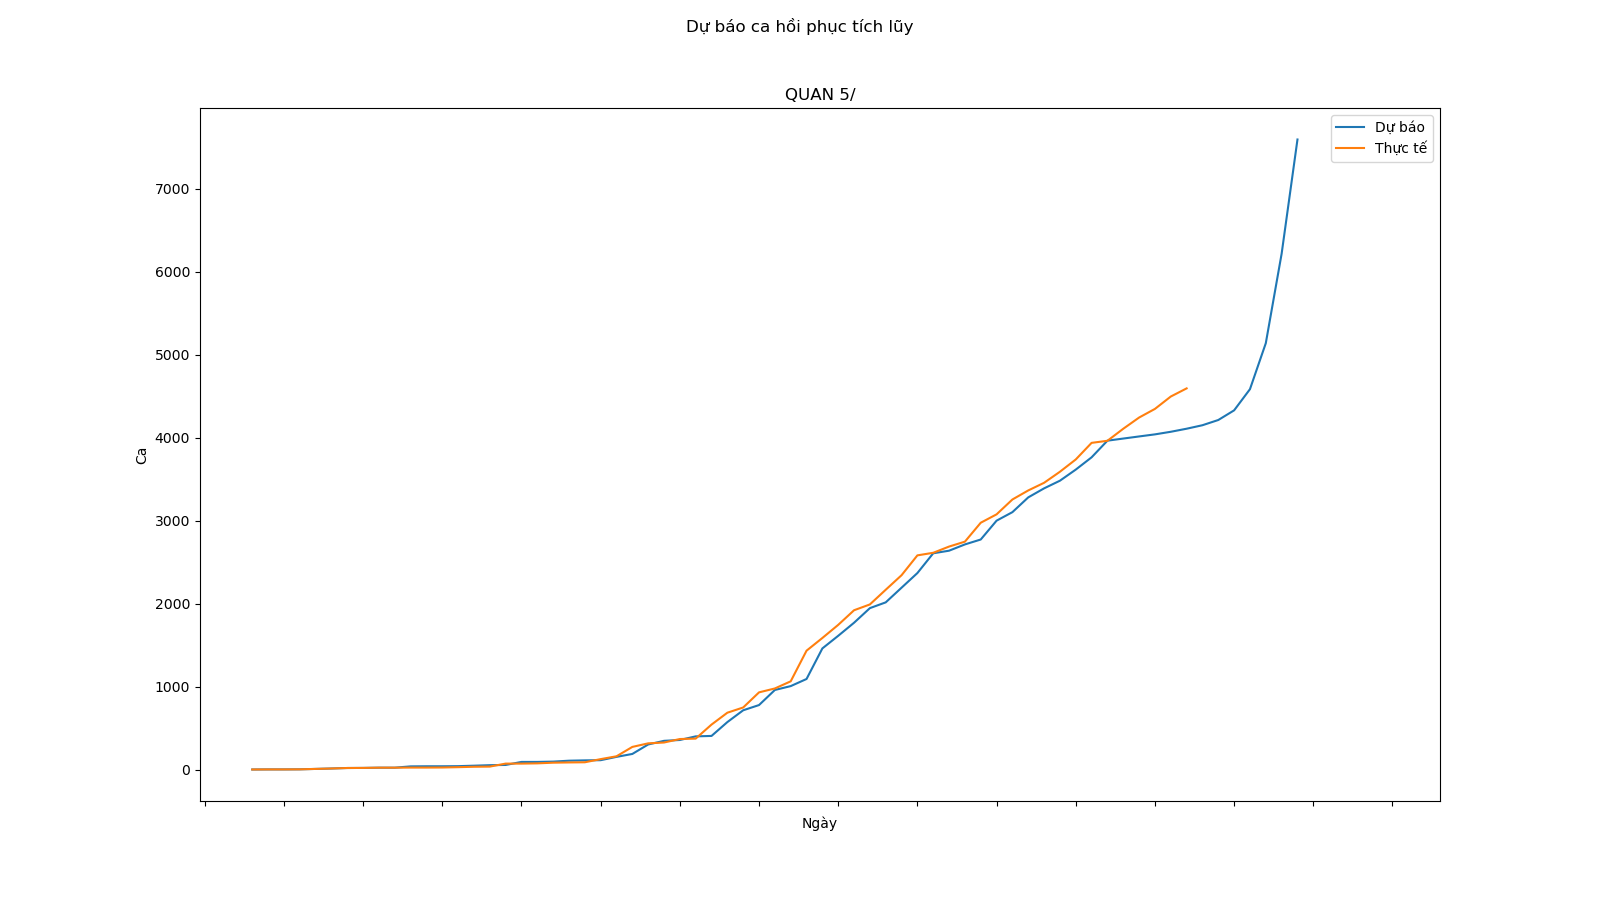 Dự báo ca hồi phục tích lũy
QUAN 5/
Dự báo
Thực tế
7000
6000
5000
4000
3000
2000
1000
0
Ca
Ngày